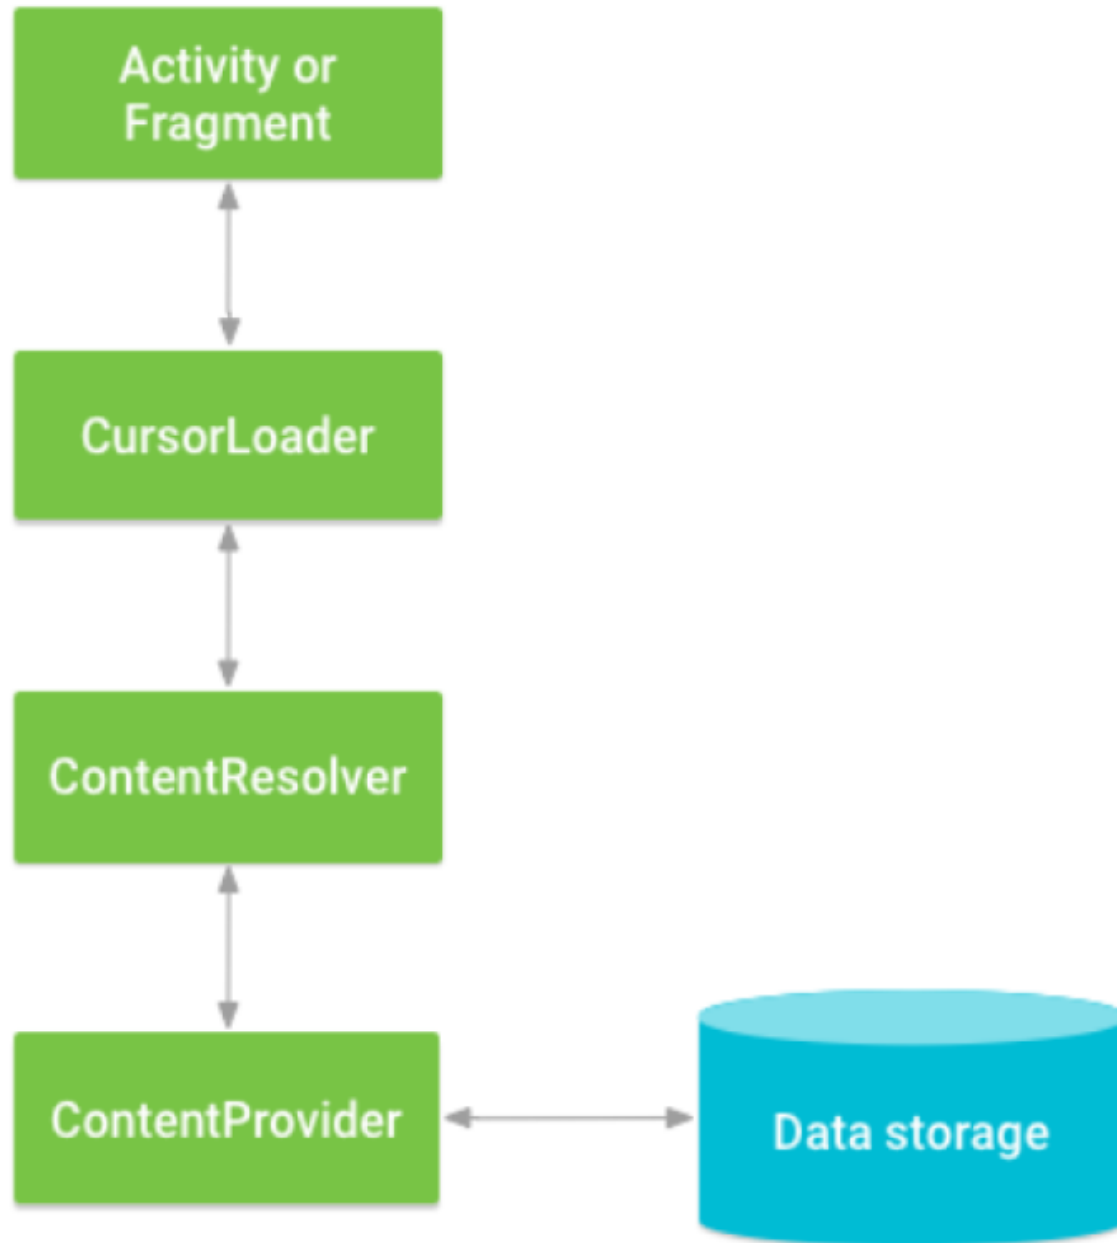 Activity or
Fragment
CursorLoader
ContentResolver
ContentProvider
Data storage